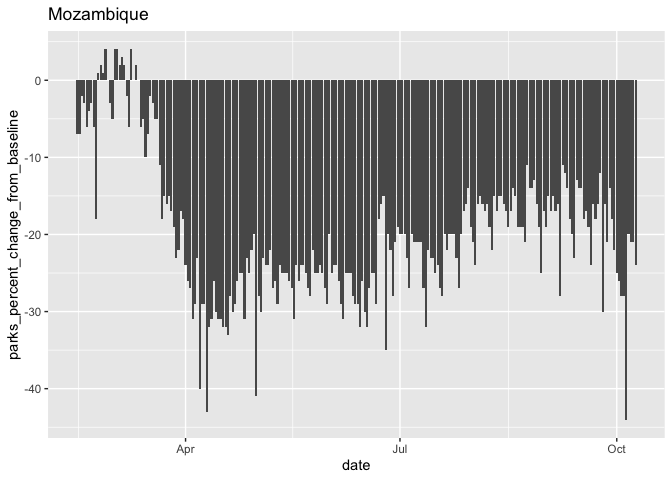 Mozambique
parks_percent_change_from_baseline
0
-10
-20
-30
-40
Apr
Jul
Oct
date